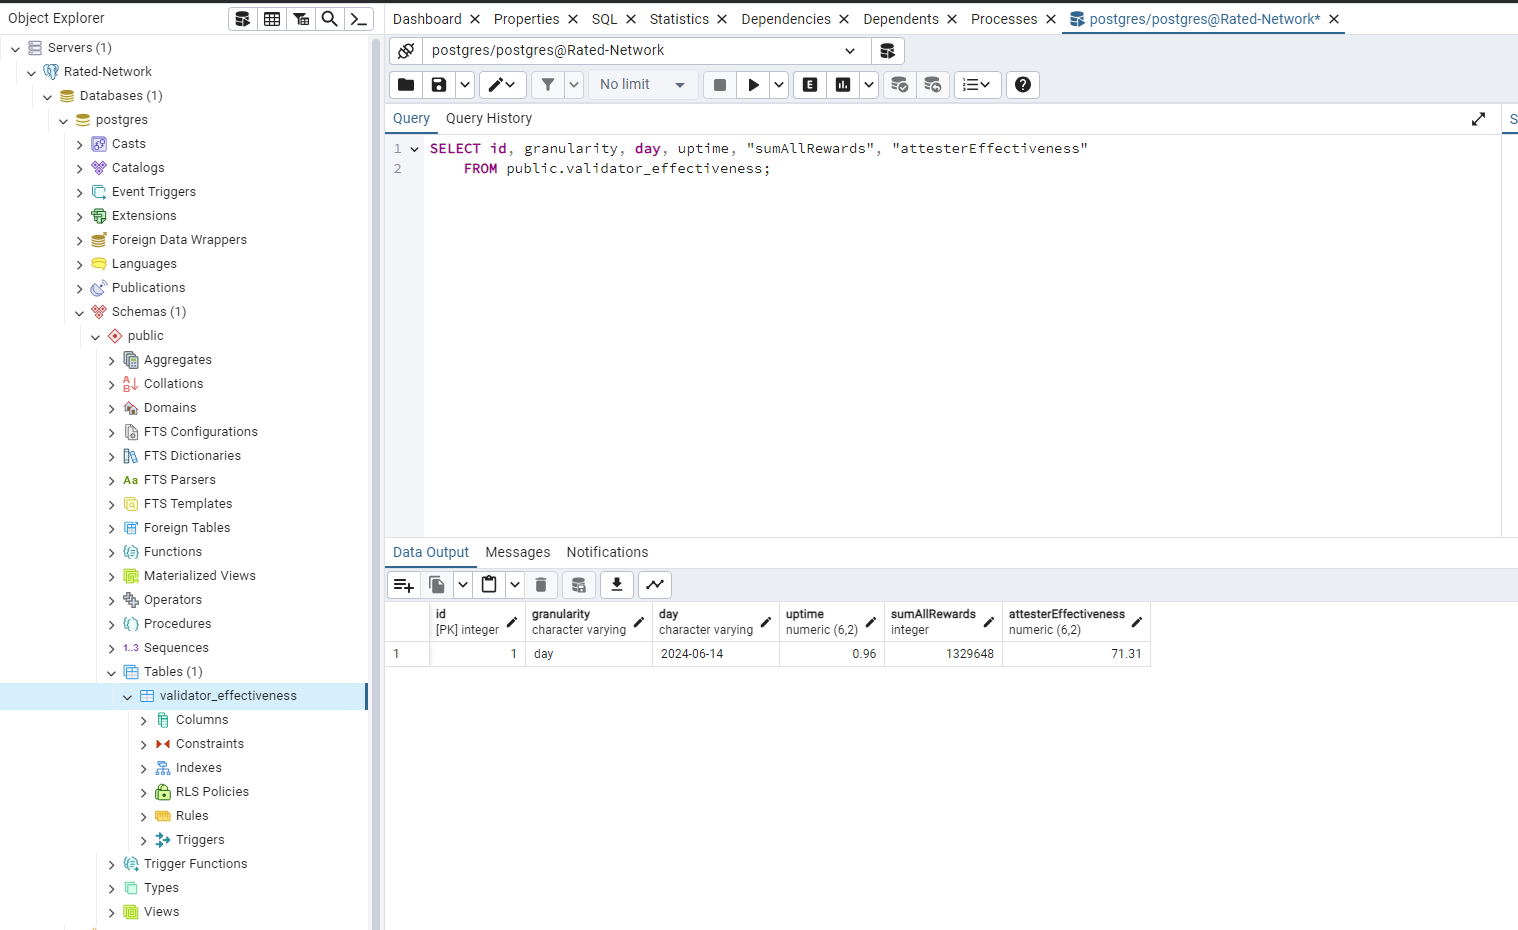 Object Explorer
Servers (1)
Rated-Network
Databases (1)
postgres
Casts
Catalogs
Event Triggers
Extensions
Foreign Data Wrappers
Languages
Publications
Schemas (1)
public
Aggregates
Collations
Domains
FTS Configurations
FTS Dictionaries
Aa FTS Parsers
FTS Templates
Foreign Tables
Functions
Materialized Views
Operators
Procedures
1..3 Sequences
Tables (1)
validator_effectiveness
Columns
Constraints
Indexes
RLS Policies
Rules
Triggers
Trigger Functions
Types
Views
Dashboard Properties SQL Statistics Dependencies Dependents Processes postgres/postgres@Rated-Network*
postgres/postgres@Rated-Network
No limit E
Query Query History S
1 SELECT id, granularity, day, uptime, "sumAllRewards", "attesterEffectiveness"
2 FROM public.validator_effectiveness;
Data Output Messages Notifications
id granularity day uptime sumAllRewards attesterEffectiveness
[PK] integer character varying character varying numeric (6,2) integer numeric (6,2)
1 1 day 2024-06-14 0.96 1329648 71.31